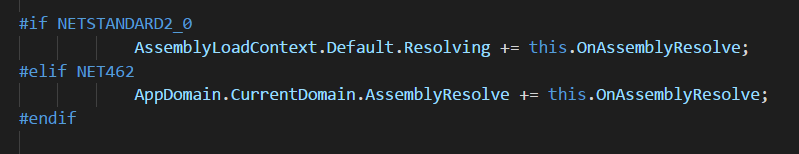 #if NETSTANDARD2_0
AssemblyLoadContext.Default.Resolving += this.OnAssemblyResolve;
#elif NET462
AppDomain.CurrentDomain.AssemblyResolve += this.OnAssemblyResolve;
#endif